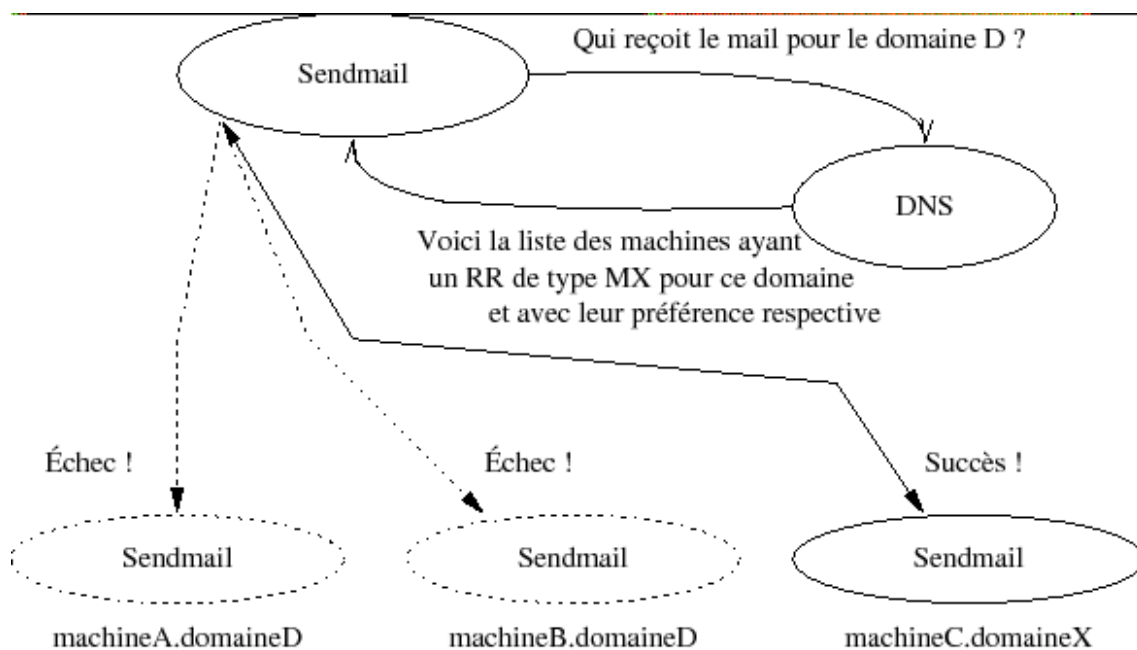 Qui reçoit le mail pour le domaine D ?
Sendmail
DNS
Voici la liste des machines ayant
un RR de type MX pour ce domaine
et avec leur préférence respective
Échec !
Échec !
Succès !
Sendmail
Sendmail
Sendmail
machineA.domaineD
machineB.domaineD
machineC.domaineX